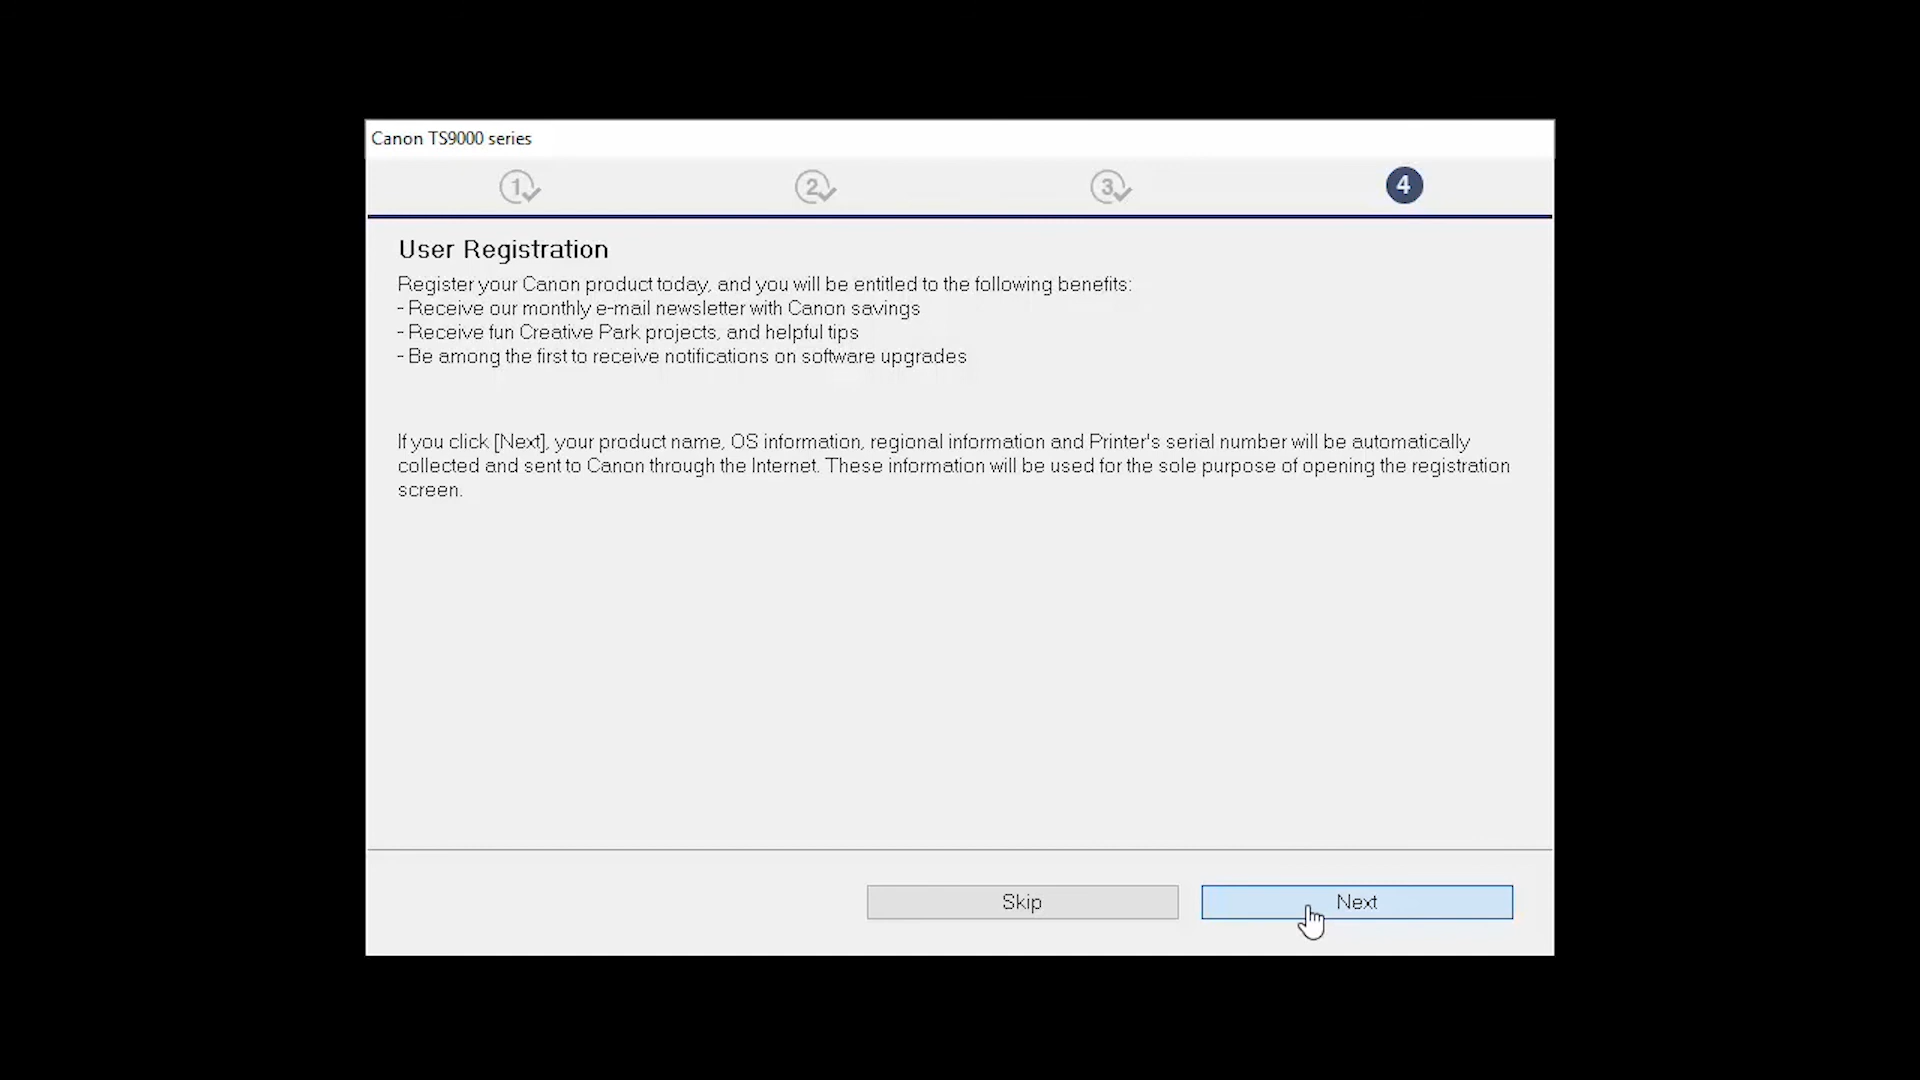 Canon TS9000 series
1 2 3 4
User Registration
Register your Canon product today, and you will be entitled to the following benefits:
- Receive our monthly e-mail newsletter with Canon savings
- Receive fun Creative Park projects, and helpful tips
- Be among the first to receive notifications on software upgrades
If you click [Next], your product name, OS information, regional information and Printer's serial number will be automatically
collected and sent to Canon through the Internet. These information will be used for the sole purpose of opening the registration
screen.
Skip Next